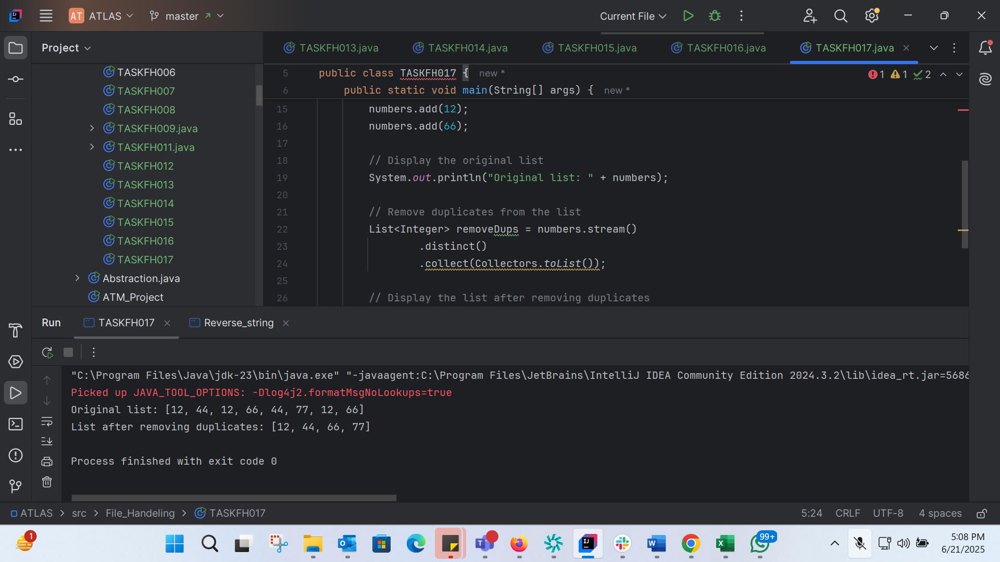 AT ATLAS master Current File
Project
TASKFH013.java TASKFH014.java TASKFH015.java TASKFH016.java TASKFH017.java
TASKFH006
TASKFH007
TASKFH008
TASKFH009.java
TASKFH011.java
TASKFH012
TASKFH013
TASKFH014
TASKFH015
TASKFH016
TASKFH017
Abstraction.java
ATM_Project
5 public class TASKFH017 { new * 1 1 2
6 public static void main(String[] args) { new *
15 numbers.add(12);
16 numbers.add(66);
17
18 // Display the original list
19 System.out.println("Original list: " + numbers);
20
21 // Remove duplicates from the list
22 List<Integer> removeDups = numbers.stream()
23 .distinct()
24 .collect(Collectors.toList());
25
26 // Display the list after removing duplicates
Run TASKFH017 Reverse_string
"C:\Program Files\Java\jdk-23\bin\java.exe" "-javaagent:C:\Program Files\JetBrains\IntelliJ IDEA Community Edition 2024.3.2\lib\idea_rt.jar=5686
Picked up JAVA_TOOL_OPTIONS: -Dlog4j2.formatMsgNoLookups=true
Original list: [12, 44, 12, 66, 44, 77, 12, 66]
List after removing duplicates: [12, 44, 66, 77]
Process finished with exit code 0
ATLAS > src > File_Handeling > TASKFH017 5:24 CRLF UTF-8 4 spaces
1 99+ 5:08 PM
6/21/2025